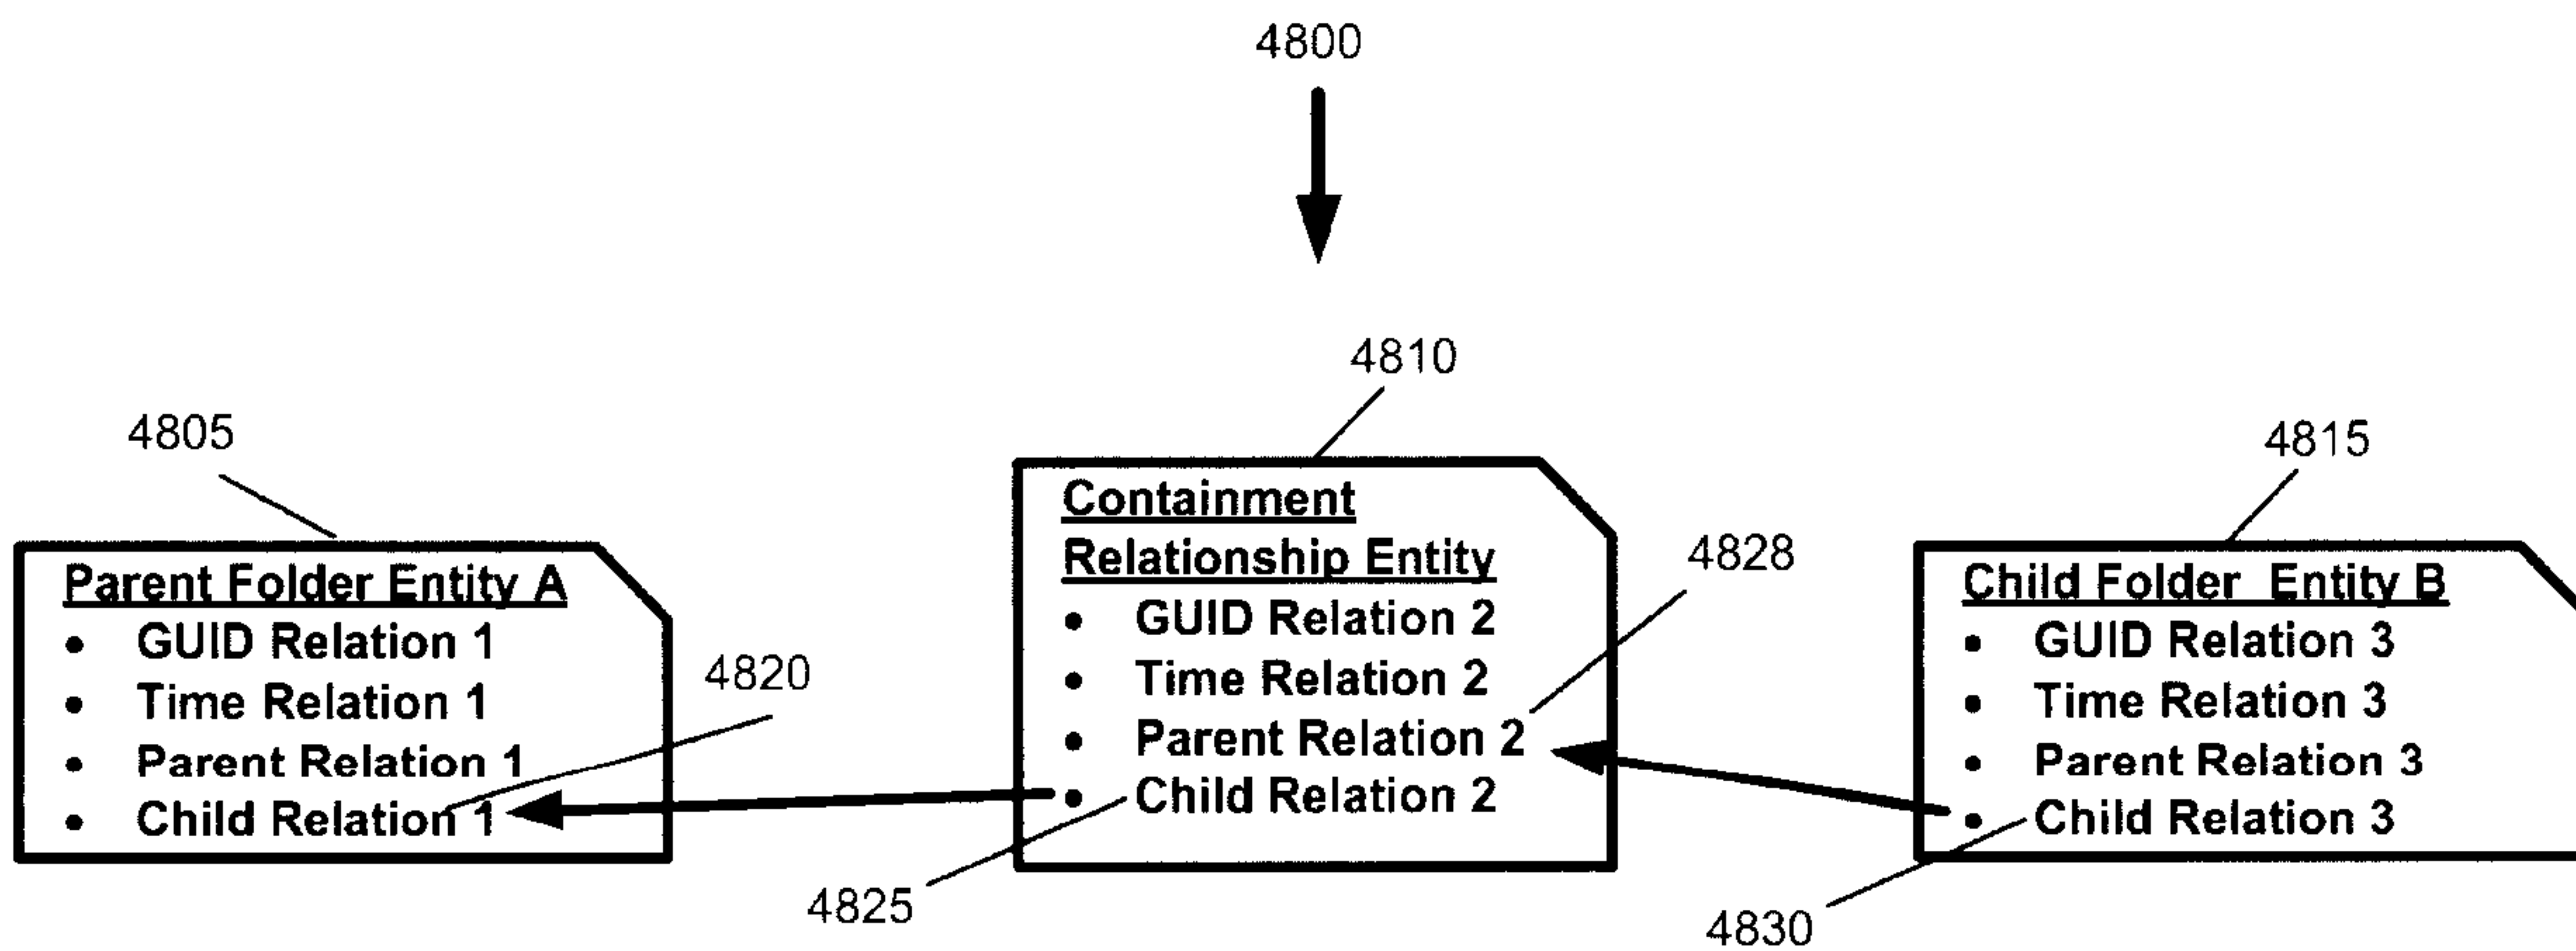 4800
4810
4805
4815
Containment
Relationship Entity
4828
Parent Folder Entity A
Child Folder Entity B
• GUID Relation 1
• Time Relation 1
• Parent Relation 1
• Child Relation 1
4820
• GUID Relation 2
• Time Relation 2
• Parent Relation 2
• Child Relation 2
• GUID Relation 3
• Time Relation 3
• Parent Relation 3
• Child Relation 3
4825
4830